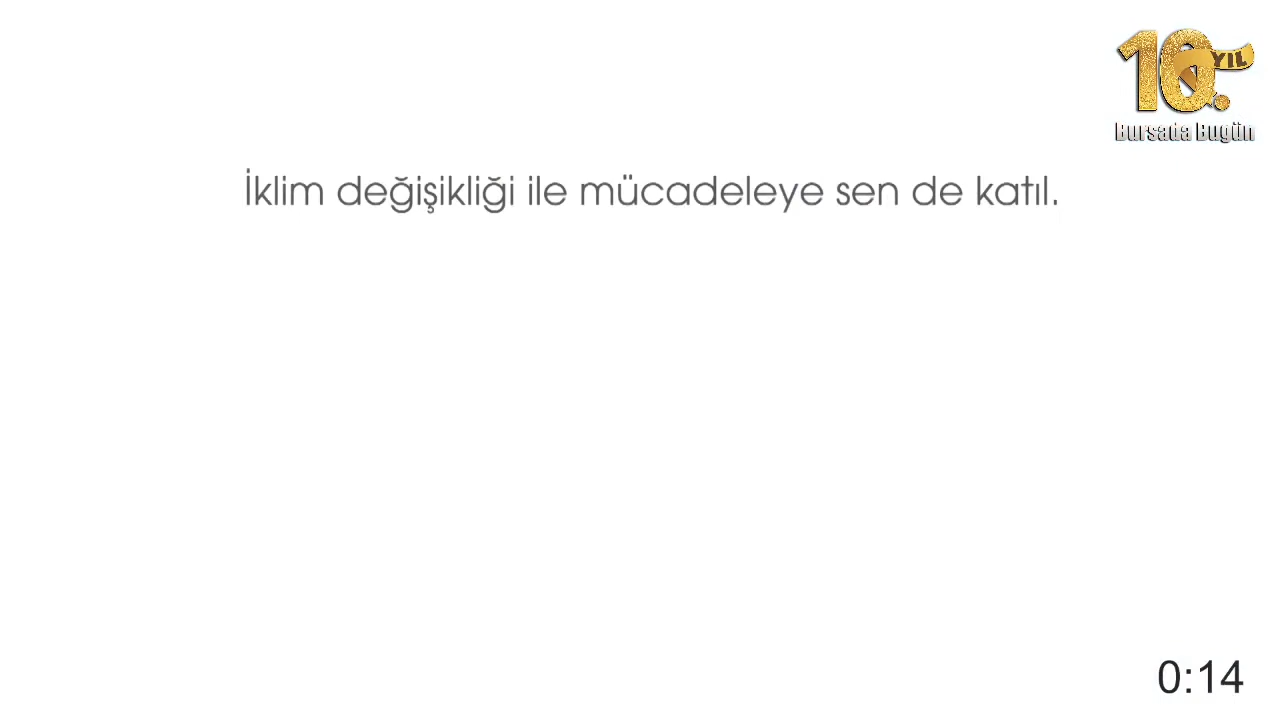 10.
YIL
Bursada Bugün
İklim değişikliği ile mücadeleye sen de katıl.
0:14